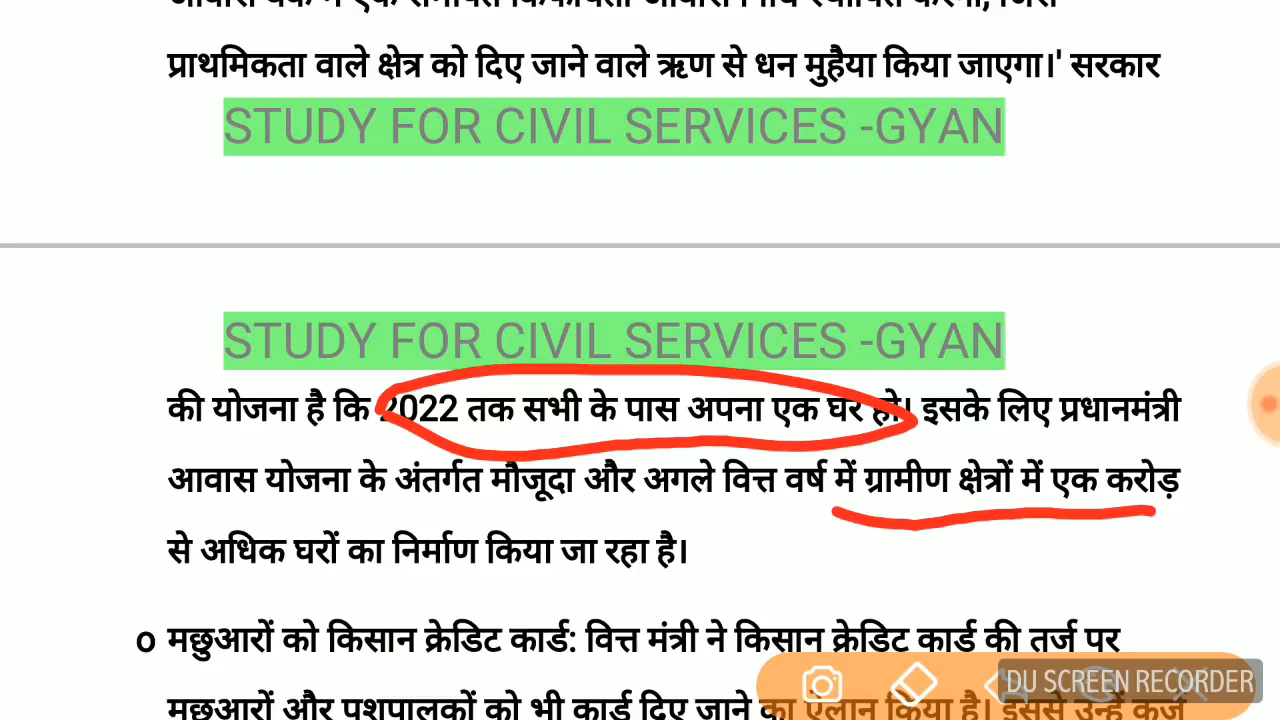 प्राथमिकता वाले क्षेत्र को दिए जाने वाले ऋण से धन मुहैया किया जाएगा।' सरकार
STUDY FOR CIVIL SERVICES -GYAN
STUDY FOR CIVIL SERVICES -GYAN
की योजना है कि 2022 तक सभी के पास अपना एक घर हो। इसके लिए प्रधानमंत्री
आवास योजना के अंतर्गत मौजूदा और अगले वित्त वर्ष में ग्रामीण क्षेत्रों में एक करोड़
से अधिक घरों का निर्माण किया जा रहा है।
o मछुआरों को किसान क्रेडिट कार्ड: वित्त मंत्री ने किसान क्रेडिट कार्ड की तर्ज पर
मछुआरों और पशुपालकों को भी कार्ड दिए जाने का ऐलान किया है। इससे उन्हें कर्ज
DU SCREEN RECORDER